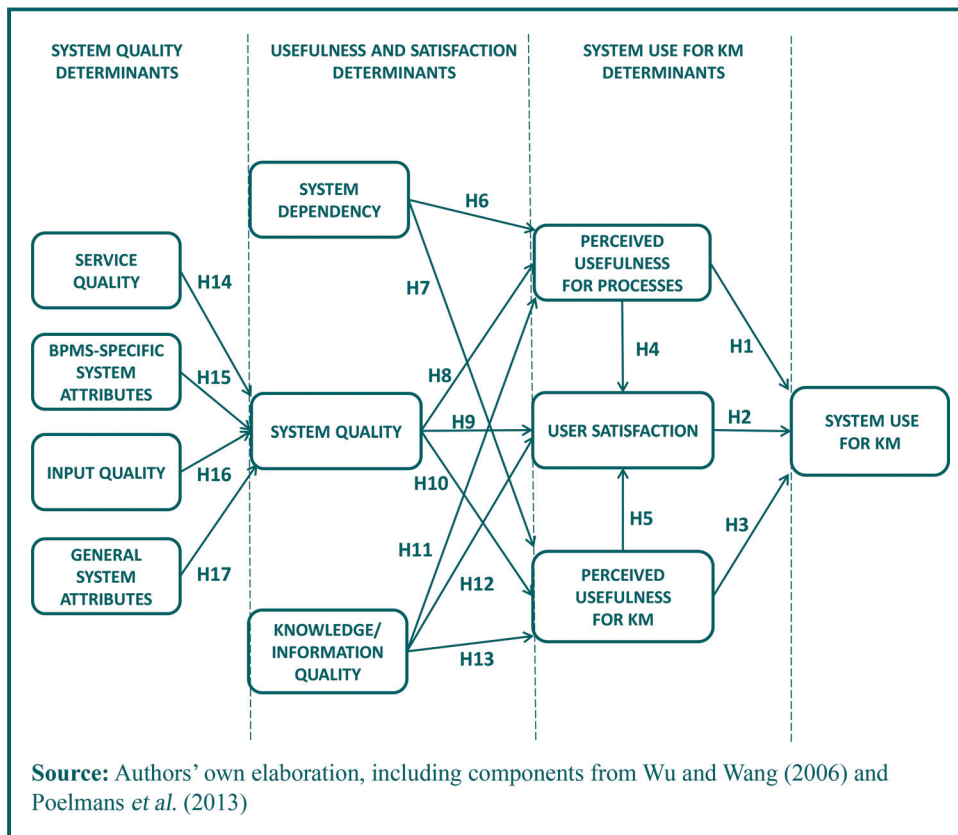 SYSTEM QUALITY
DETERMINANTS
USEFULNESS AND SATISFACTION
DETERMINANTS
SYSTEM USE FOR KM
DETERMINANTS
SYSTEM
DEPENDENCY
H6
SERVICE
QUALITY
H14
H7
PERCEIVED
USEFULNESS
FOR PROCESSES
BPMS-SPECIFIC
SYSTEM
ATTRIBUTES
H15
H8
H4
H1
SYSTEM QUALITY
H9
USER SATISFACTION
H2
SYSTEM USE
FOR KM
INPUT QUALITY
H16
H10
H5
H3
GENERAL
SYSTEM
ATTRIBUTES
H17
H11
H12
PERCEIVED
USEFULNESS
FOR KM
KNOWLEDGE/
INFORMATION
QUALITY
H13
Source: Authors’ own elaboration, including components from Wu and Wang (2006) and
Poelmans et al. (2013)